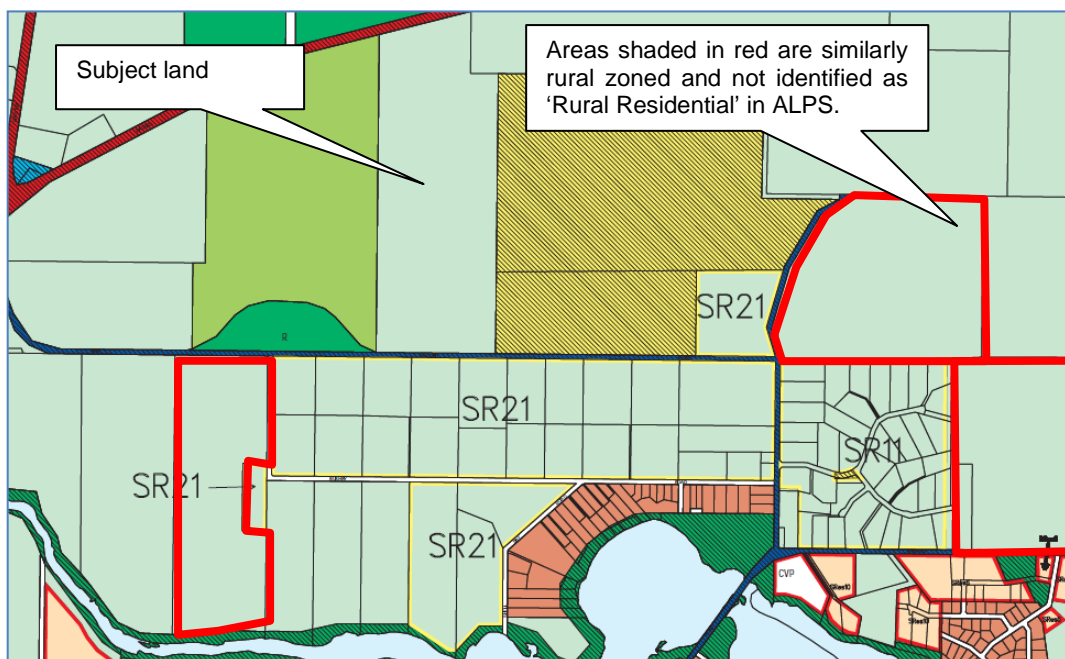 Subject land
Areas shaded in red are similarly
rural zoned and not identified as
‘Rural Residential’ in ALPS.
SR21
R
SR21
SR11
SR21
SR21
CVP
SRes10